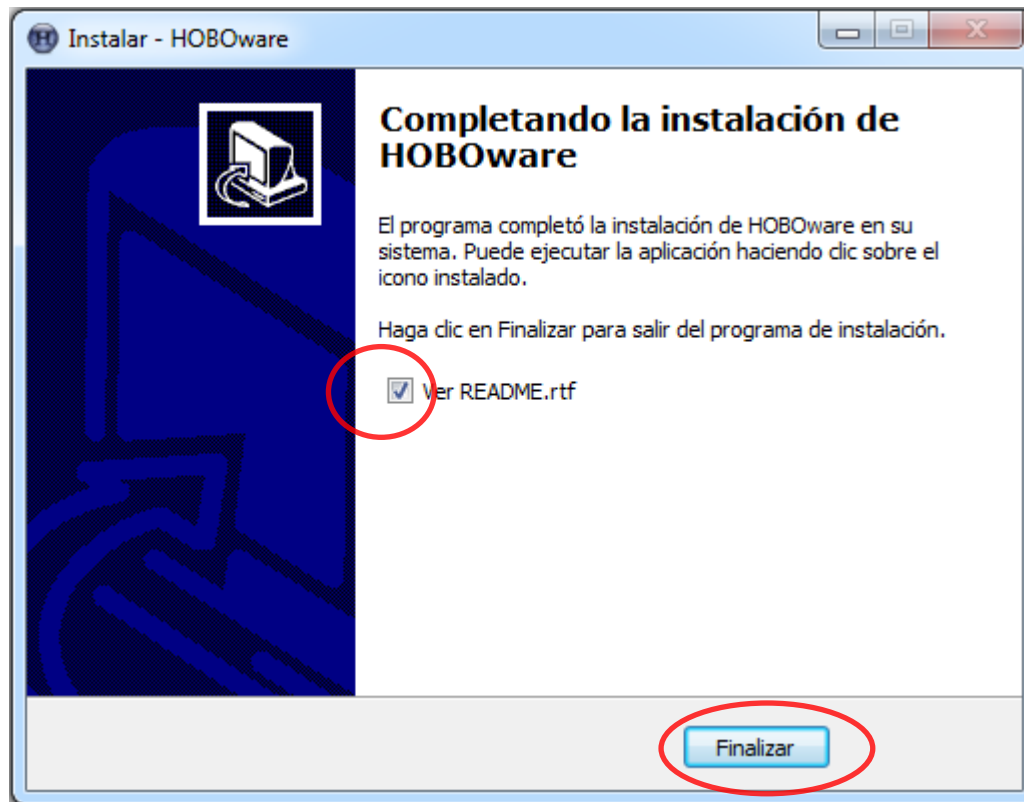 Instalar - HOBOware
Completando la instalación de
HOBOware
El programa completó la instalación de HOBOware en su
sistema. Puede ejecutar la aplicación haciendo clic sobre el
icono instalado.
Haga clic en Finalizar para salir del programa de instalación.
Ver README.rtf
Finalizar